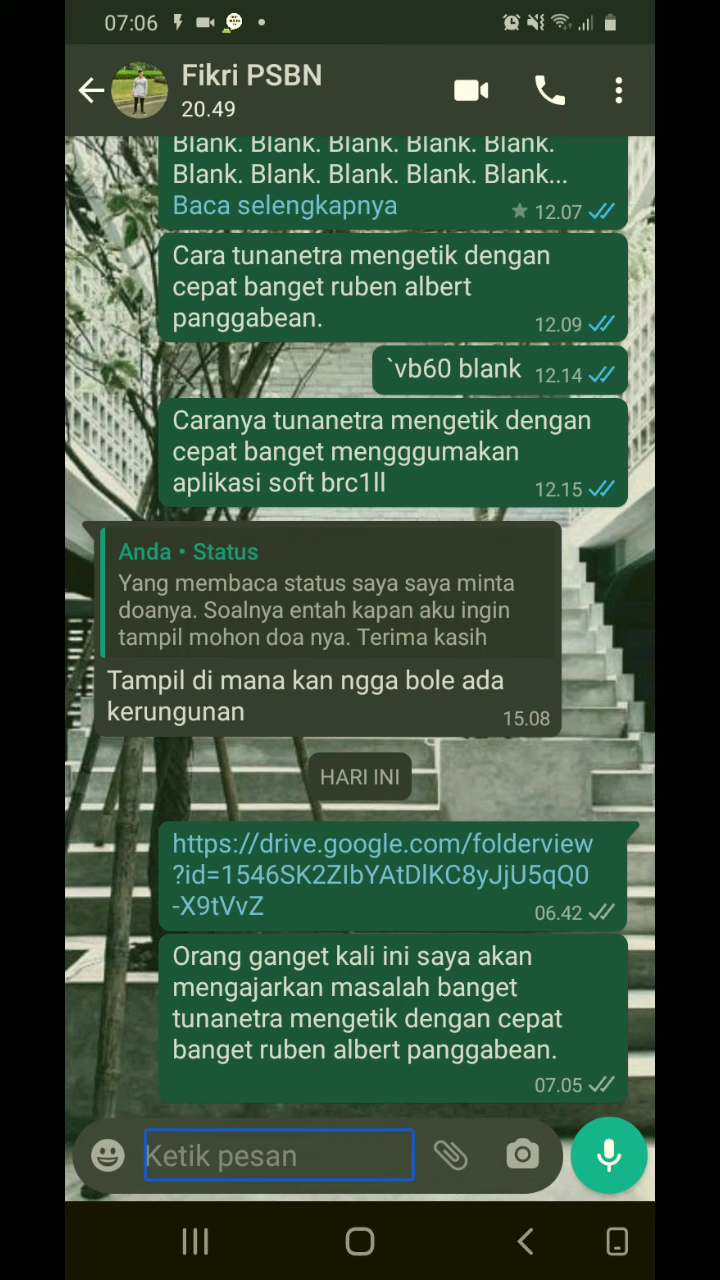 07:06
Fikri PSBN
20.49
Blank. Blank. Blank. Blank. Blank.
Blank. Blank. Blank. Blank. Blank...
Baca selengkapnya
12.07
Cara tunanetra mengetik dengan
cepat banget ruben albert
panggabean.
12.09
`vb60 blank
12.14
Caranya tunanetra mengetik dengan
cepat banget mengggumakan
aplikasi soft brc1ll
12.15
Anda • Status
Yang membaca status saya saya minta
doanya. Soalnya entah kapan aku ingin
tampil mohon doa nya. Terima kasih
Tampil di mana kan ngga bole ada
kerungunan
15.08
HARI INI
https://drive.google.com/folderview
?id=1546SK2ZIbYAtDlKC8yJjU5qQ0
-X9tVvZ
06.42
Orang ganget kali ini saya akan
mengajarkan masalah banget
tunanetra mengetik dengan cepat
banget ruben albert panggabean.
07.05
Ketik pesan